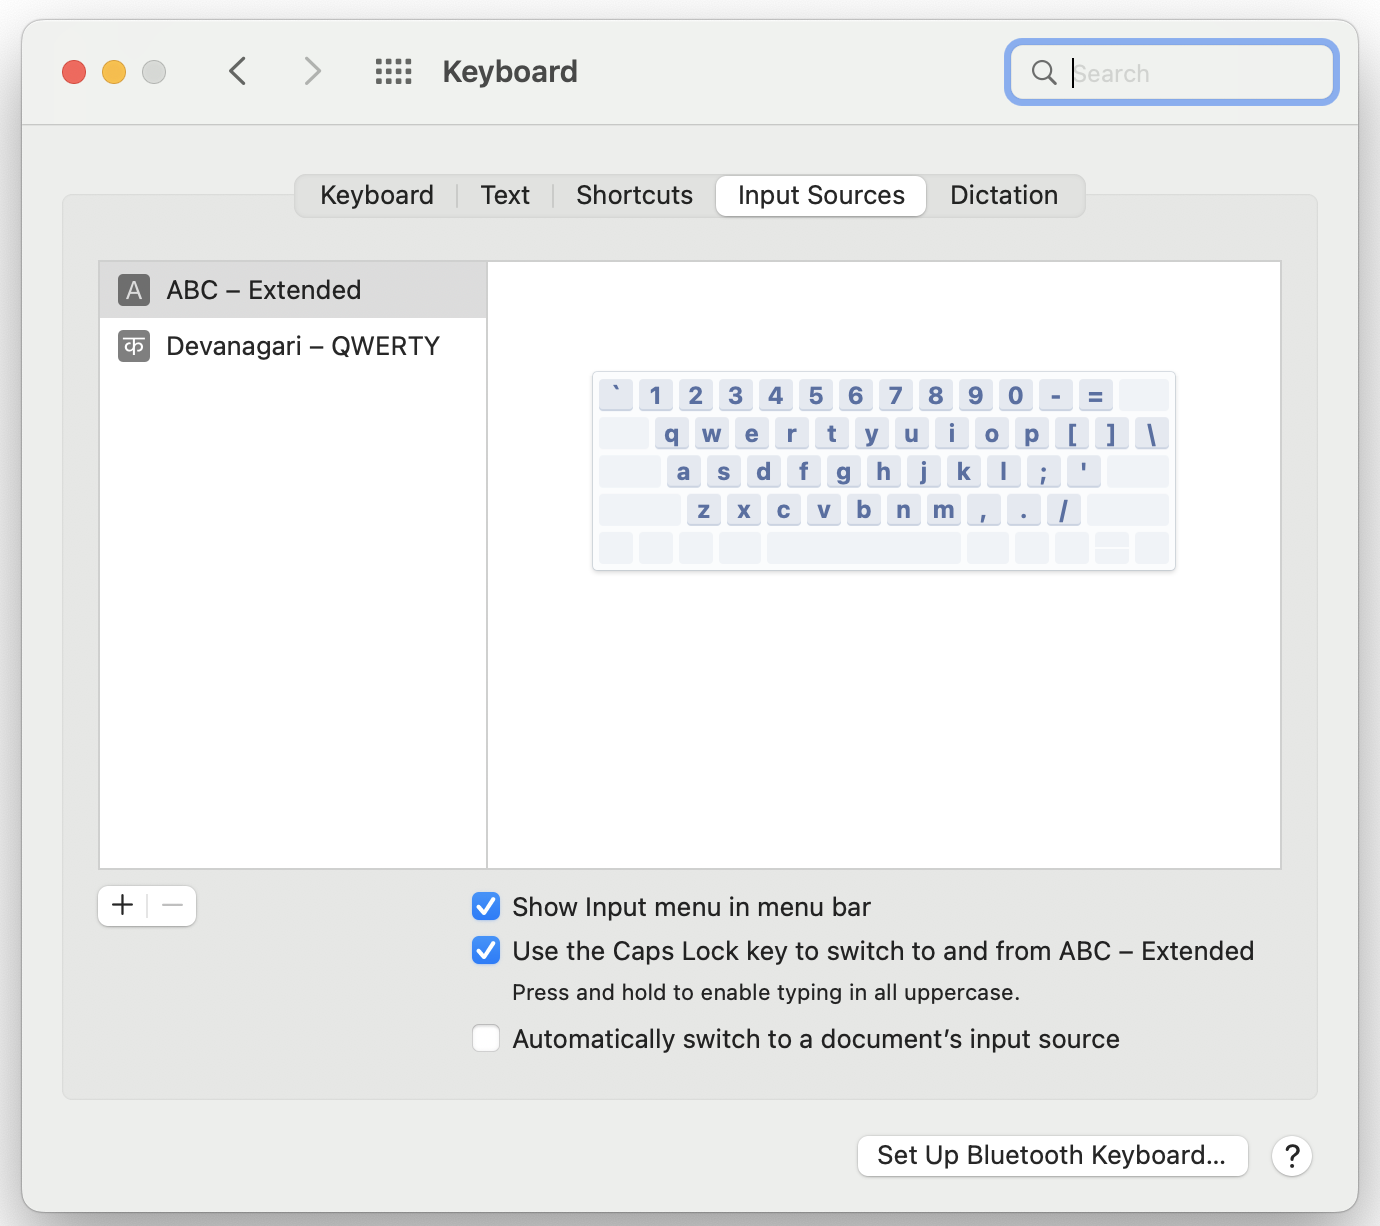 Keyboard
Search
Keyboard Text Shortcuts Input Sources Dictation
A ABC – Extended
क Devanagari – QWERTY
` 1 2 3 4 5 6 7 8 9 0 - =
q w e r t y u i o p [ ] \
a s d f g h j k l ; '
z x c v b n m , . /
+ −
Show Input menu in menu bar
Use the Caps Lock key to switch to and from ABC – Extended
Press and hold to enable typing in all uppercase.
Automatically switch to a document’s input source
Set Up Bluetooth Keyboard... ?